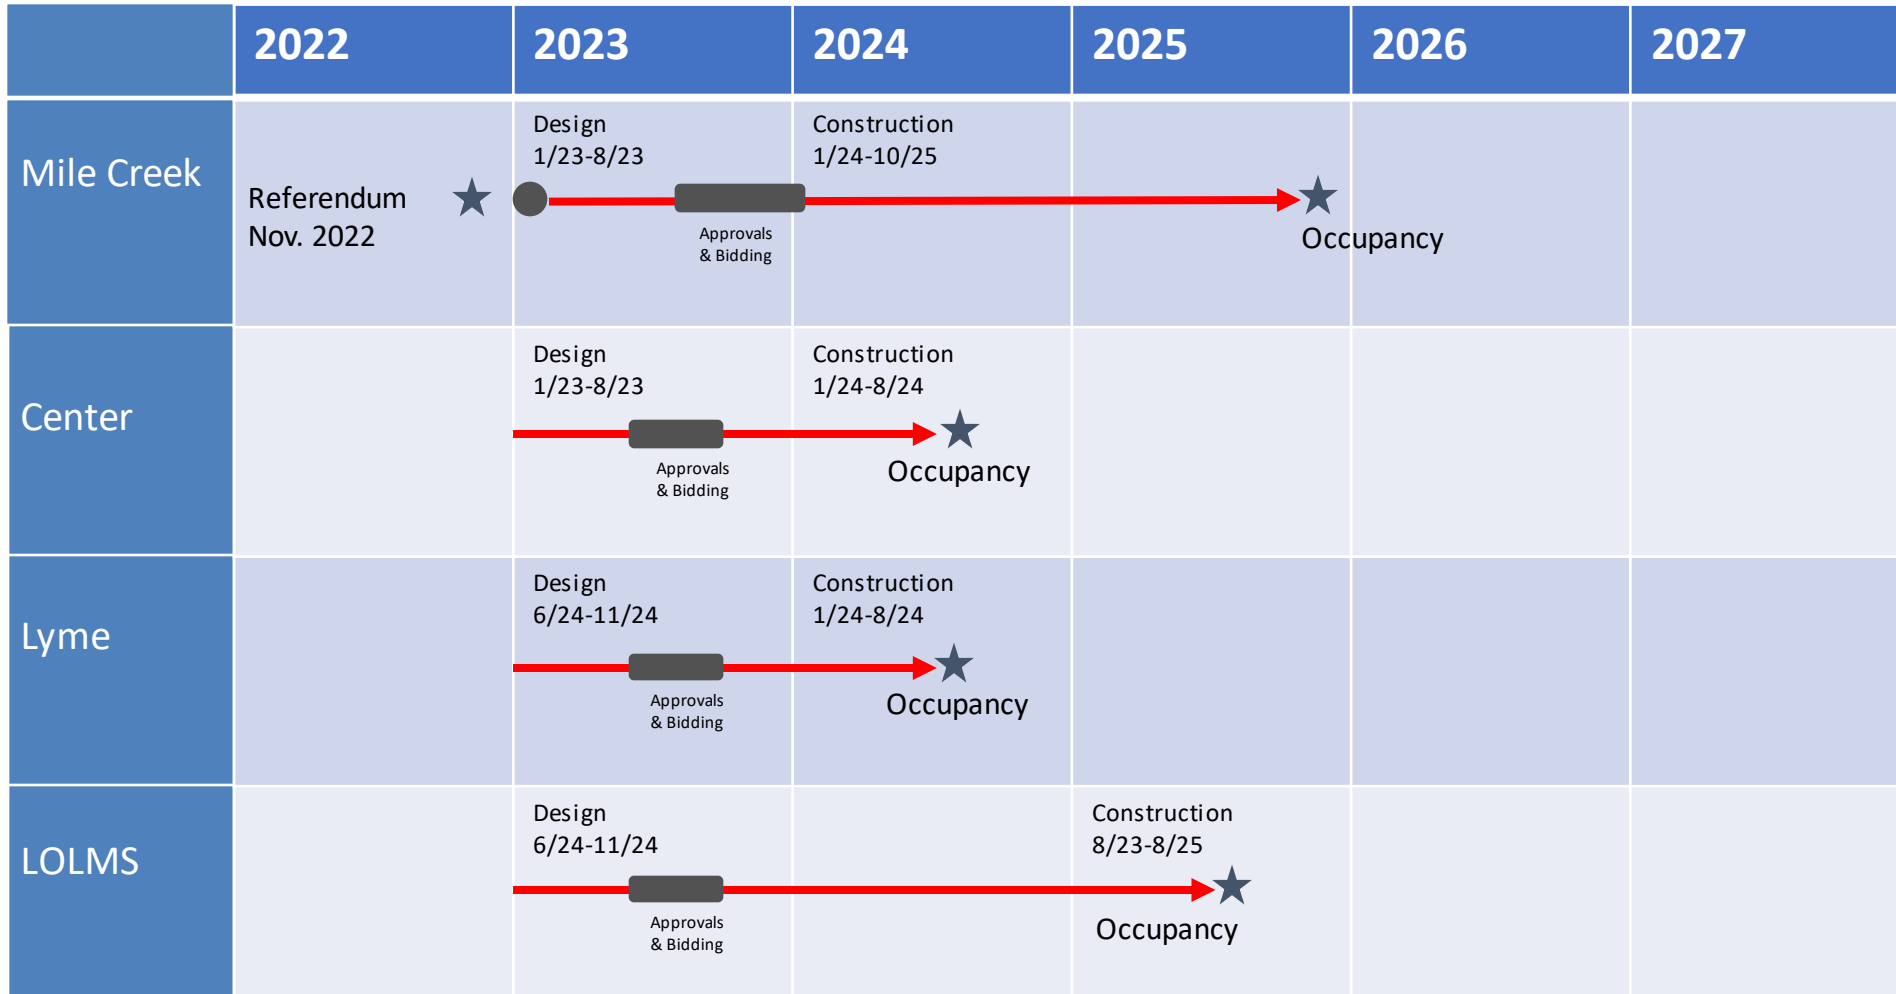 2022 2023 2024 2025 2026 2027
Mile Creek
Referendum
Nov. 2022
Design
1/23-8/23
Approvals
& Bidding
Construction
1/24-10/25
Occupancy
Center
Design
1/23-8/23
Approvals
& Bidding
Construction
1/24-8/24
Occupancy
Lyme
Design
6/24-11/24
Approvals
& Bidding
Construction
1/24-8/24
Occupancy
LOLMS
Design
6/24-11/24
Approvals
& Bidding
Construction
8/23-8/25
Occupancy